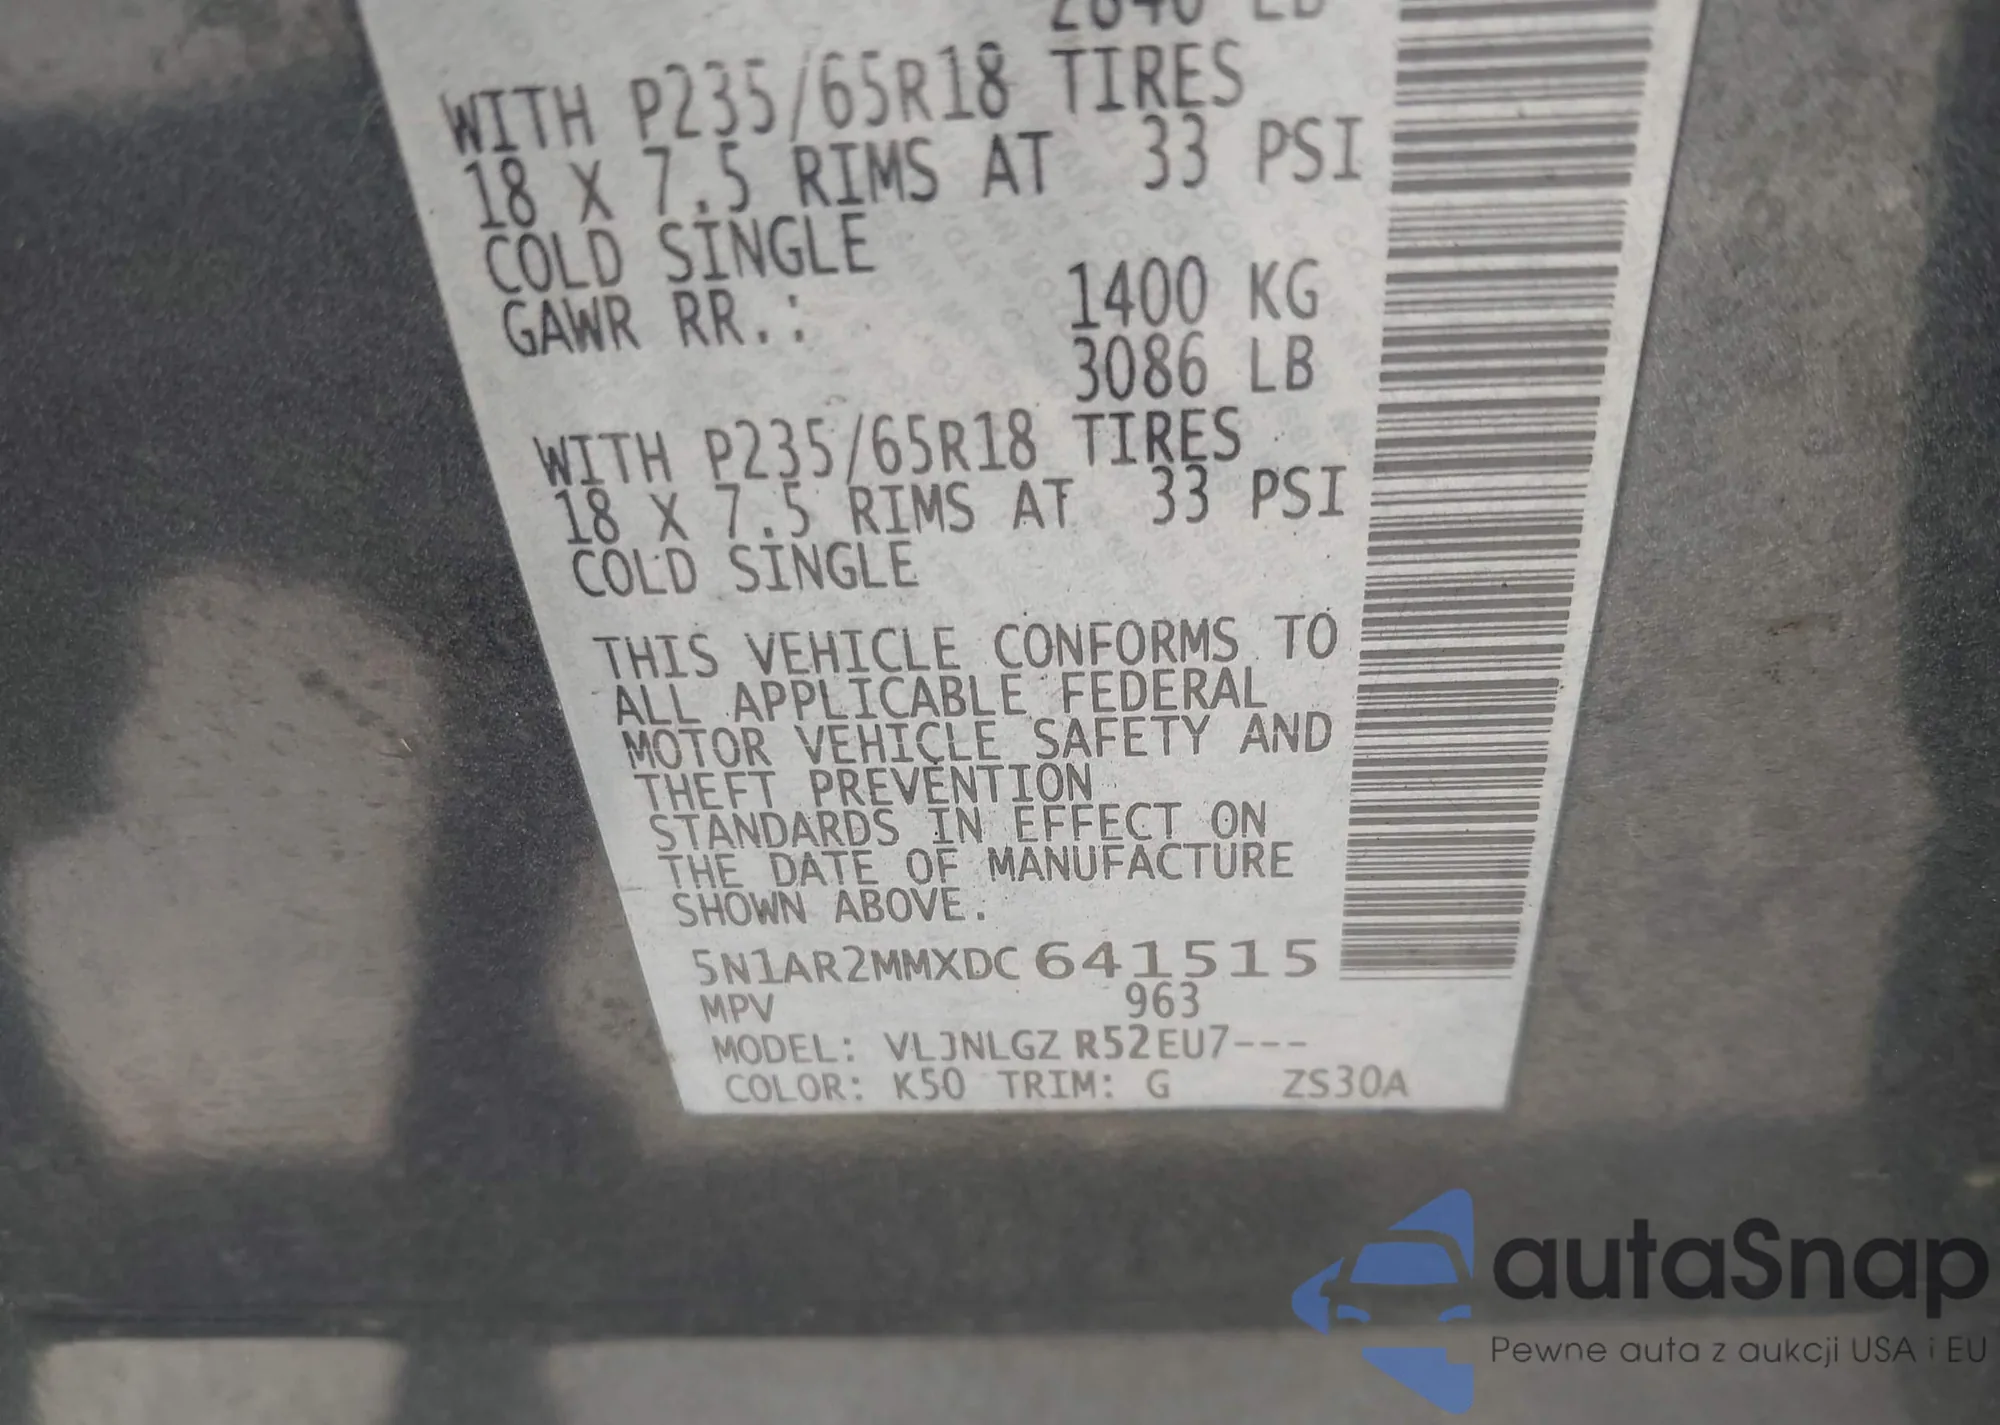 2640 LB
WITH P235/65R18 TIRES
18 X 7.5 RIMS AT 33 PSI
COLD SINGLE
GAWR RR.: 1400 KG
3086 LB
WITH P235/65R18 TIRES
18 X 7.5 RIMS AT 33 PSI
COLD SINGLE
THIS VEHICLE CONFORMS TO
ALL APPLICABLE FEDERAL
MOTOR VEHICLE SAFETY AND
THEFT PREVENTION
STANDARDS IN EFFECT ON
THE DATE OF MANUFACTURE
SHOWN ABOVE.
5N1AR2MMXDC641515
MPV 963
MODEL: VLJNLGZ R52EU7---
COLOR: K50 TRIM: G ZS30A
autaSnap
Pewne auta z aukcji USA i EU